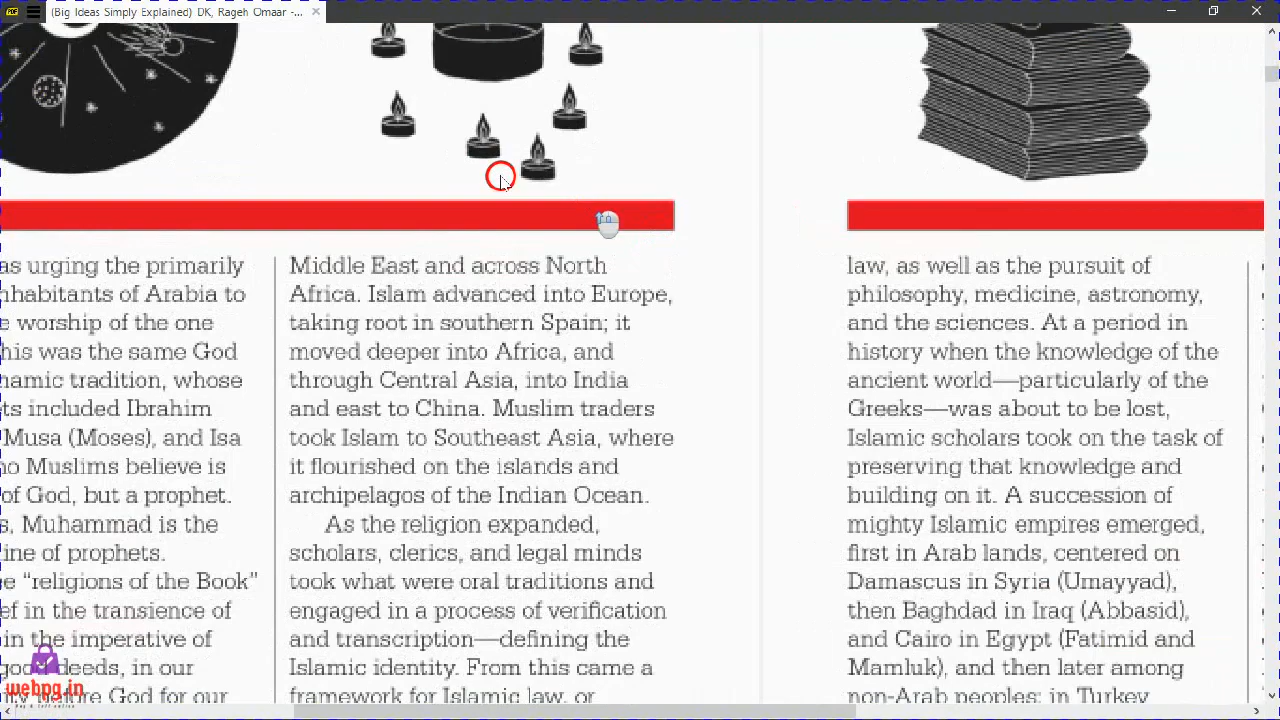 (Big Ideas Simply Explained) DK, Rageh Omaar -...
as urging the primarily
nhabitants of Arabia to
e worship of the one
his was the same God
hamic tradition, whose
ts included Ibrahim
Musa (Moses), and Isa
no Muslims believe is
of God, but a prophet.
s, Muhammad is the
ine of prophets.
e “religions of the Book”
ef in the transience of
in the imperative of
good deeds, in our
before God for our
Middle East and across North
Africa. Islam advanced into Europe,
taking root in southern Spain; it
moved deeper into Africa, and
through Central Asia, into India
and east to China. Muslim traders
took Islam to Southeast Asia, where
it flourished on the islands and
archipelagos of the Indian Ocean.
As the religion expanded,
scholars, clerics, and legal minds
took what were oral traditions and
engaged in a process of verification
and transcription—defining the
Islamic identity. From this came a
framework for Islamic law, or
law, as well as the pursuit of
philosophy, medicine, astronomy,
and the sciences. At a period in
history when the knowledge of the
ancient world—particularly of the
Greeks—was about to be lost,
Islamic scholars took on the task of
preserving that knowledge and
building on it. A succession of
mighty Islamic empires emerged,
first in Arab lands, centered on
Damascus in Syria (Umayyad),
then Baghdad in Iraq (Abbasid),
and Cairo in Egypt (Fatimid and
Mamluk), and then later among
non-Arab peoples: in Turkey
webpg.in